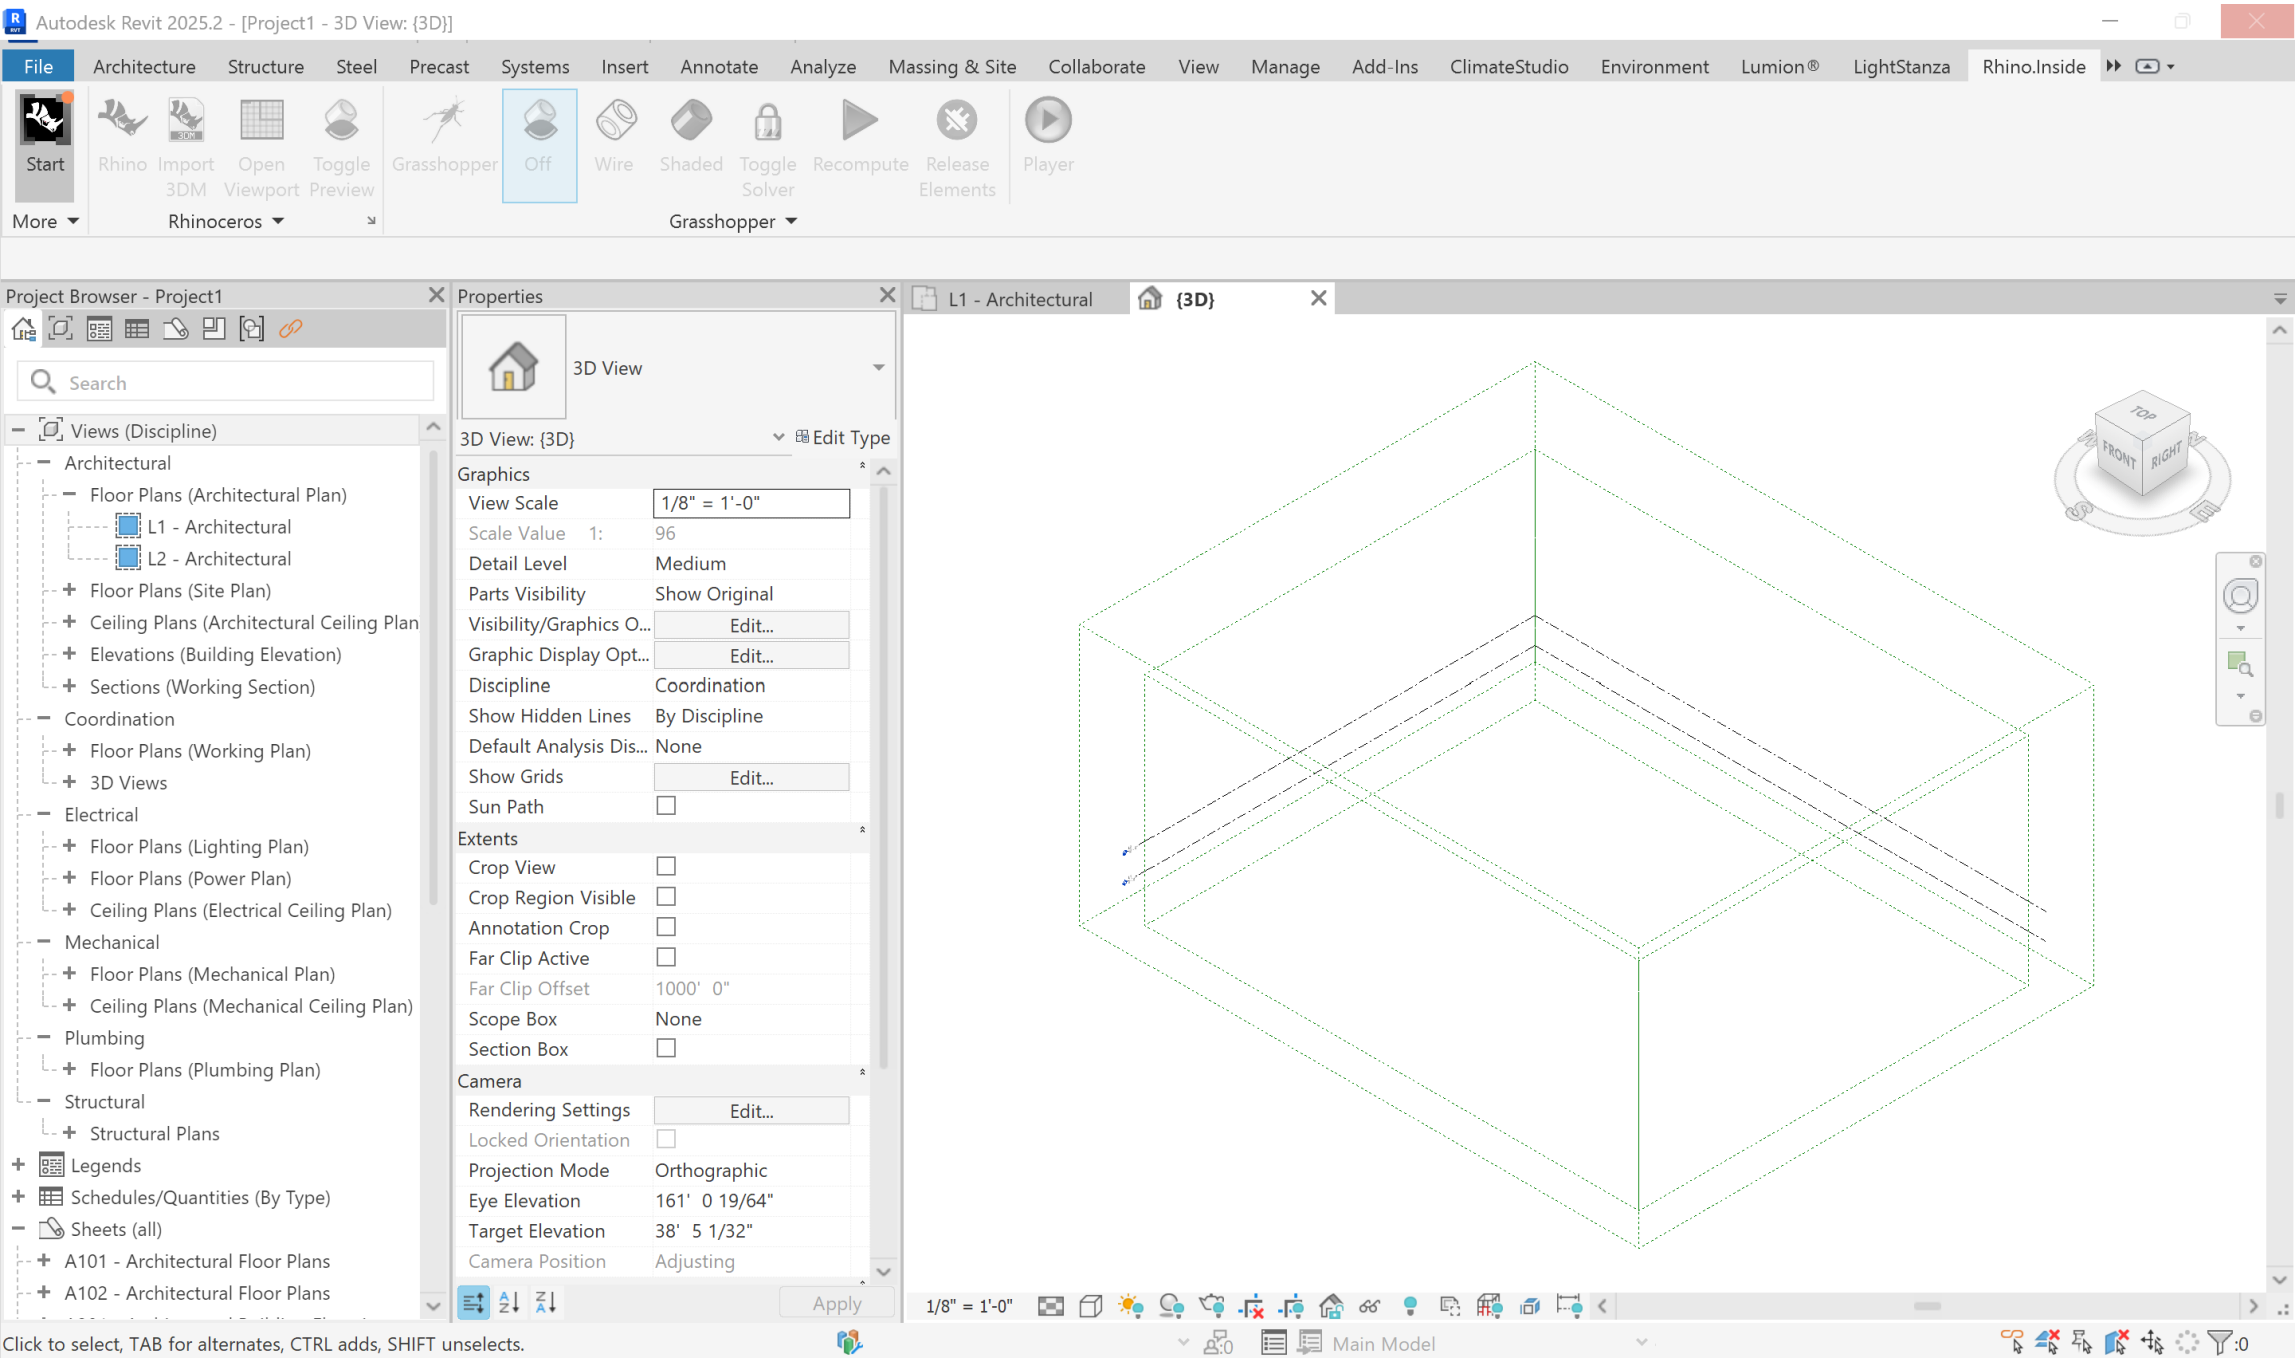 Autodesk Revit 2025.2 - [Project1 - 3D View: {3D}]
File Architecture Structure Steel Precast Systems Insert Annotate Analyze Massing & Site Collaborate View Manage Add-Ins ClimateStudio Environment Lumion® LightStanza Rhino.Inside
Start Rhino Import 3DM Open Viewport Toggle Preview Grasshopper Off Wire Shaded Toggle Solver Recompute Release Elements Player
More Rhinoceros Grasshopper
Project Browser - Project1
Search
Views (Discipline)
Architectural
Floor Plans (Architectural Plan)
L1 - Architectural
L2 - Architectural
Floor Plans (Site Plan)
Ceiling Plans (Architectural Ceiling Plan
Elevations (Building Elevation)
Sections (Working Section)
Coordination
Floor Plans (Working Plan)
3D Views
Electrical
Floor Plans (Lighting Plan)
Floor Plans (Power Plan)
Ceiling Plans (Electrical Ceiling Plan)
Mechanical
Floor Plans (Mechanical Plan)
Ceiling Plans (Mechanical Ceiling Plan)
Plumbing
Floor Plans (Plumbing Plan)
Structural
Structural Plans
Legends
Schedules/Quantities (By Type)
Sheets (all)
A101 - Architectural Floor Plans
A102 - Architectural Floor Plans
Properties
3D View
3D View: {3D} Edit Type
Graphics
View Scale 1/8" = 1'-0"
Scale Value 1: 96
Detail Level Medium
Parts Visibility Show Original
Visibility/Graphics O... Edit...
Graphic Display Opt... Edit...
Discipline Coordination
Show Hidden Lines By Discipline
Default Analysis Dis... None
Show Grids Edit...
Sun Path
Extents
Crop View
Crop Region Visible
Annotation Crop
Far Clip Active
Far Clip Offset 1000' 0"
Scope Box None
Section Box
Camera
Rendering Settings Edit...
Locked Orientation
Projection Mode Orthographic
Eye Elevation 161' 0 19/64"
Target Elevation 38' 5 1/32"
Camera Position Adjusting
Apply
L1 - Architectural {3D}
TOP
FRONT RIGHT
S E
1/8" = 1'-0"
Click to select, TAB for alternates, CTRL adds, SHIFT unselects.
:0 Main Model :0